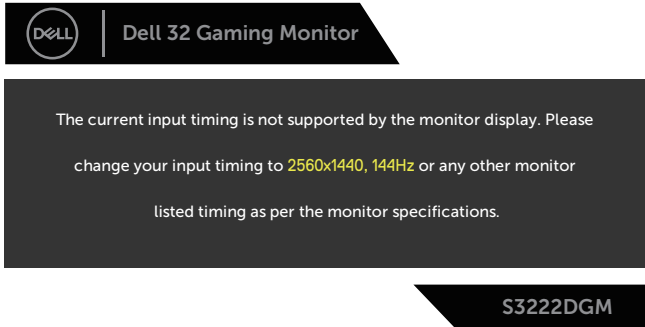 DELL
Dell 32 Gaming Monitor
The current input timing is not supported by the monitor display. Please
change your input timing to 2560x1440, 144Hz or any other monitor
listed timing as per the monitor specifications.
S3222DGM